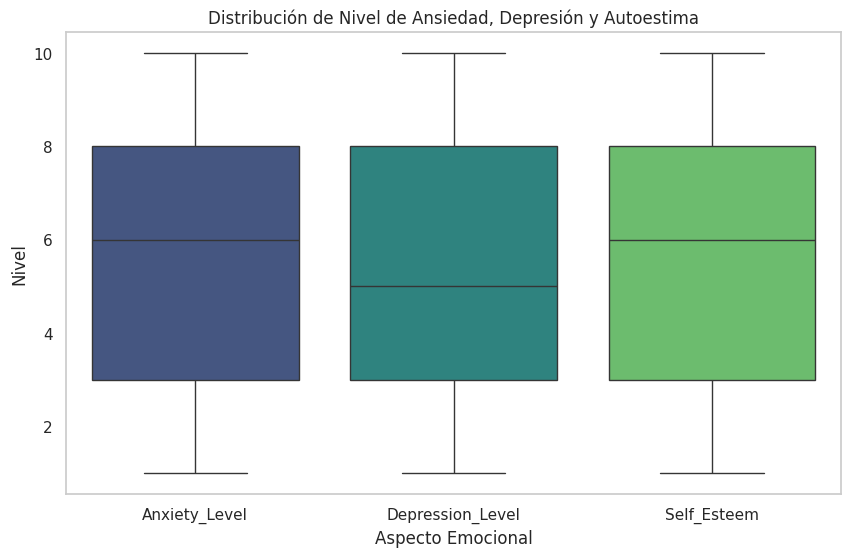 Distribución de Nivel de Ansiedad, Depresión y Autoestima
10
8
6
4
2
Nivel
Anxiety_Level
Depression_Level
Self_Esteem
Aspecto Emocional